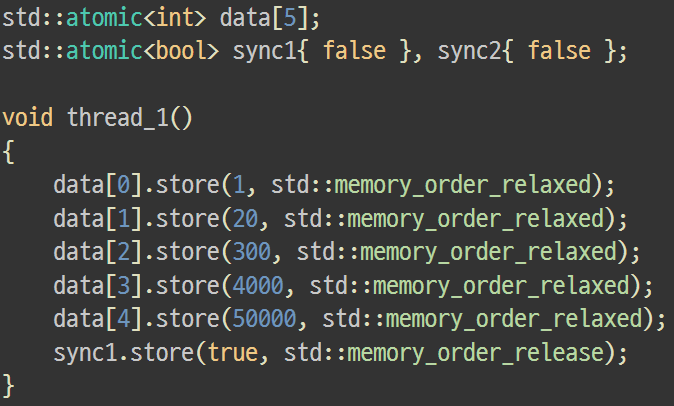 std::atomic<int> data[5];
std::atomic<bool> sync1{ false }, sync2{ false };
void thread_1()
{
data[0].store(1, std::memory_order_relaxed);
data[1].store(20, std::memory_order_relaxed);
data[2].store(300, std::memory_order_relaxed);
data[3].store(4000, std::memory_order_relaxed);
data[4].store(50000, std::memory_order_relaxed);
sync1.store(true, std::memory_order_release);
}